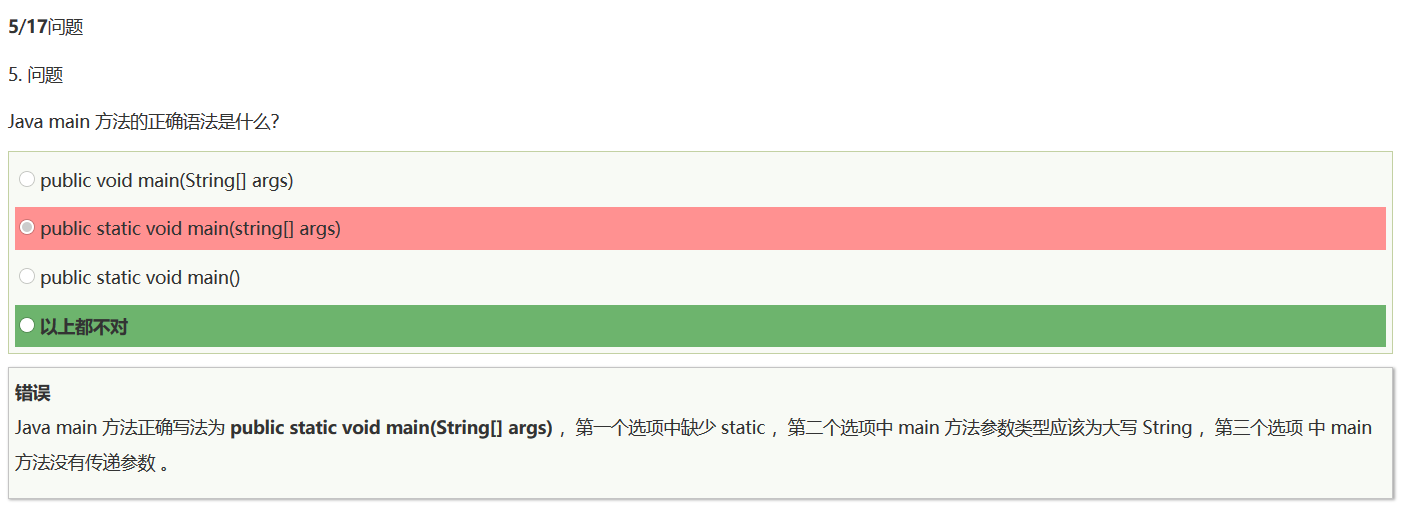 5/17问题
5. 问题
Java main 方法的正确语法是什么?
public void main(String[] args)
public static void main(string[] args)
public static void main()
以上都不对
错误
Java main 方法正确写法为 public static void main(String[] args) ，第一个选项中缺少 static ，第二个选项中 main 方法参数类型应该为大写 String ，第三个选项 中 main
方法没有传递参数 。